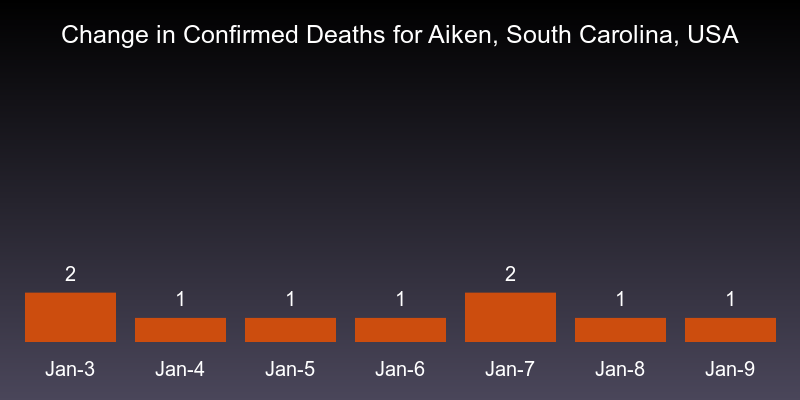 Change in Confirmed Deaths for Aiken, South Carolina, USA
2 1 1 1 2 1 1
Jan-3 Jan-4 Jan-5 Jan-6 Jan-7 Jan-8 Jan-9